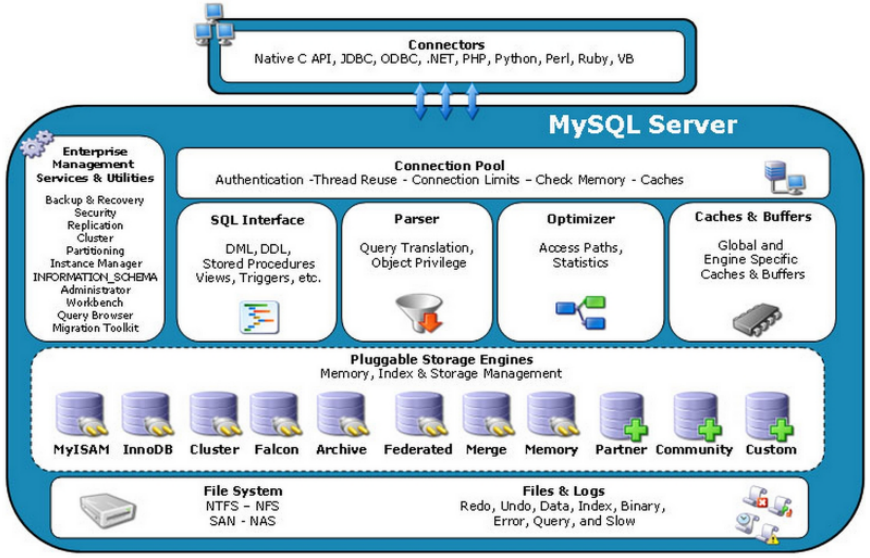 Connectors
Native C API, JDBC, ODBC, .NET, PHP, Python, Perl, Ruby, VB
MySQL Server
Enterprise
Management
Services & Utilities
Backup & Recovery
Security
Replication
Cluster
Partitioning
Instance Manager
INFORMATION_SCHEMA
Administrator
Workbench
Query Browser
Migration Toolkit
Connection Pool
Authentication -Thread Reuse - Connection Limits – Check Memory - Caches
SQL Interface
DML, DDL,
Stored Procedures
Views, Triggers, etc.
Parser
Query Translation,
Object Privilege
Optimizer
Access Paths,
Statistics
Caches & Buffers
Global and
Engine Specific
Caches & Buffers
Pluggable Storage Engines
Memory, Index & Storage Management
MyISAM InnoDB Cluster Falcon Archive Federated Merge Memory Partner Community Custom
File System
NTFS – NFS
SAN - NAS
Files & Logs
Redo, Undo, Data, Index, Binary,
Error, Query, and Slow